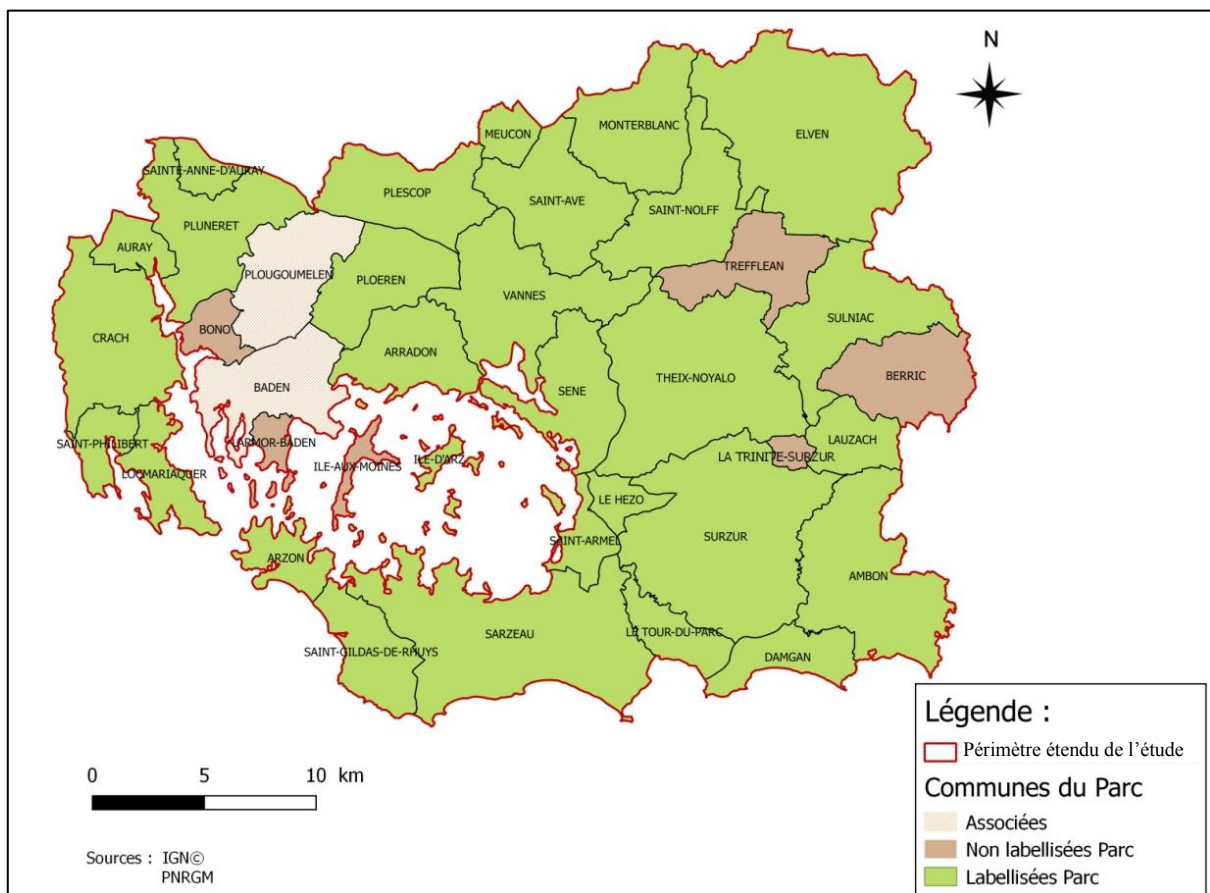 N
MEUCON
MONTERBLANC
ELVEN
SAINTE-ANNE-D'AURAY
PLESCOP
SAINT-AVE
SAINT-NOLFF
PLUNERET
AURAY
PLOUGOUMELEN
PLOEREN
TREFFLEAN
VANNES
SULNIAC
BONO
CRACH
ARRADON
THEIX-NOYALO
BERRIC
BADEN
SENE
SAINT-PHILIBERT
LARMOR-BADEN
LAUZACH
LA TRINITE-SURZUR
ILE-D'ARZ
ILE-AUX-MOINES
LOCMARIAQUER
LE HEZO
SURZUR
SAINT-ARMEL
ARZON
AMBON
SARZEAU
LE TOUR-DU-PARC
SAINT-GILDAS-DE-RHUYS
DAMGAN
0 5 10 km
Sources : IGN©
PNRGM
Légende :
Périmètre étendu de l’étude
Communes du Parc
Associées
Non labellisées Parc
Labellisées Parc